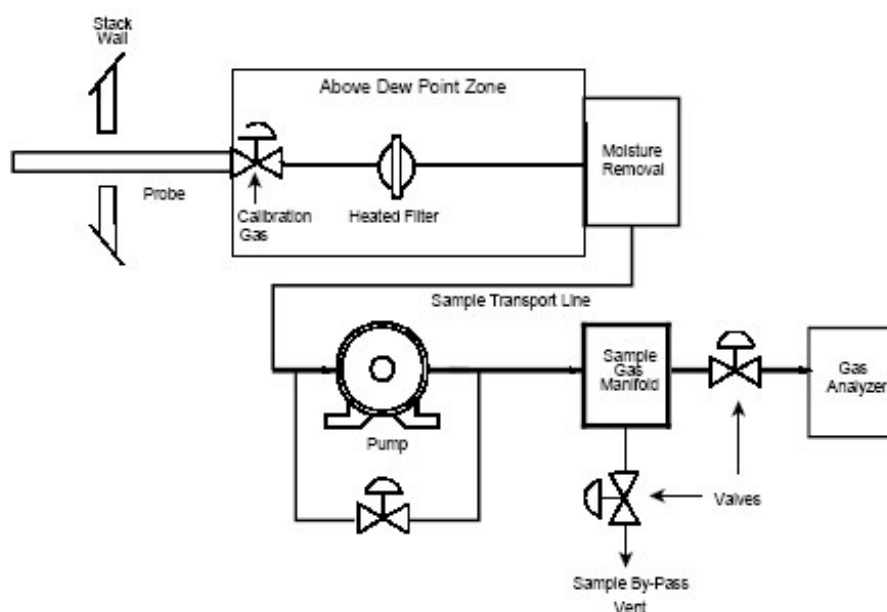 Stack
Wall
Above Dew Point Zone
Moisture
Removal
Probe
Calibration
Gas
Heated Filter
Sample Transport Line
Sample
Gas
Manifold
Gas
Analyzer
Pump
Valves
Sample By-Pass
Vent